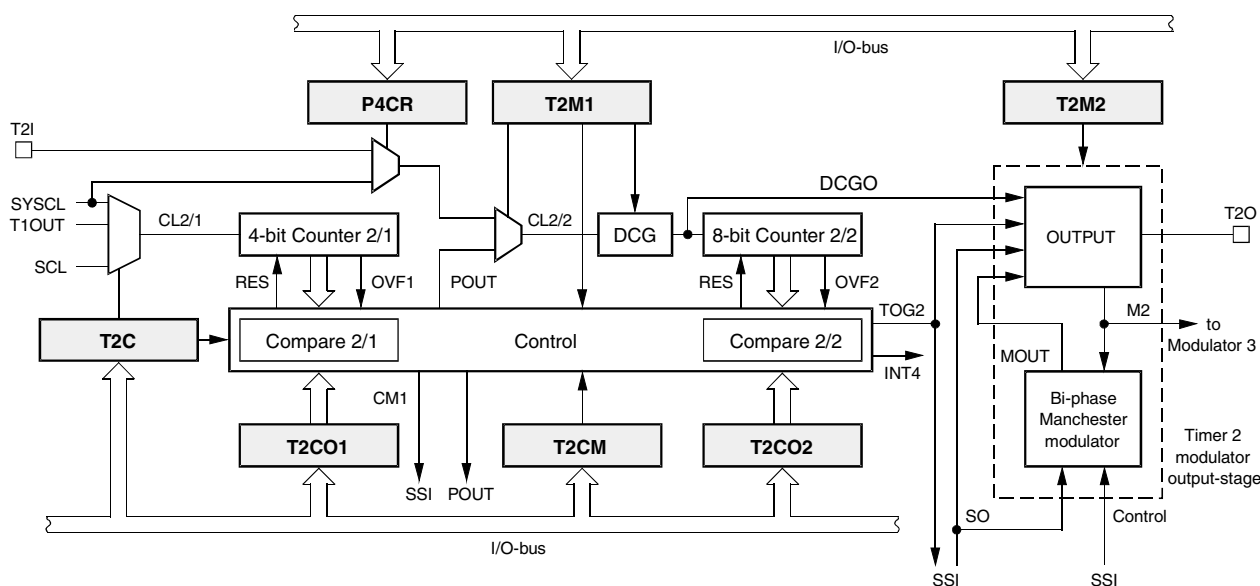 I/O-bus
P4CR
T2M1
T2M2
T2I
SYSCL
T1OUT
SCL
CL2/1
4-bit Counter 2/1
CL2/2
DCG
DCGO
8-bit Counter 2/2
OUTPUT
T2O
RES
OVF1
POUT
RES
OVF2
TOG2
M2
to
Modulator 3
T2C
Compare 2/1
Control
Compare 2/2
INT4
MOUT
CM1
Bi-phase
Manchester
modulator
Timer 2
modulator
output-stage
T2CO1
T2CM
T2CO2
SSI
POUT
SO
Control
I/O-bus
SSI
SSI